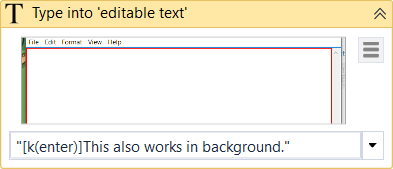 T Type into 'editable text'
File Edit Format View Help
"[k(enter)]This also works in background."